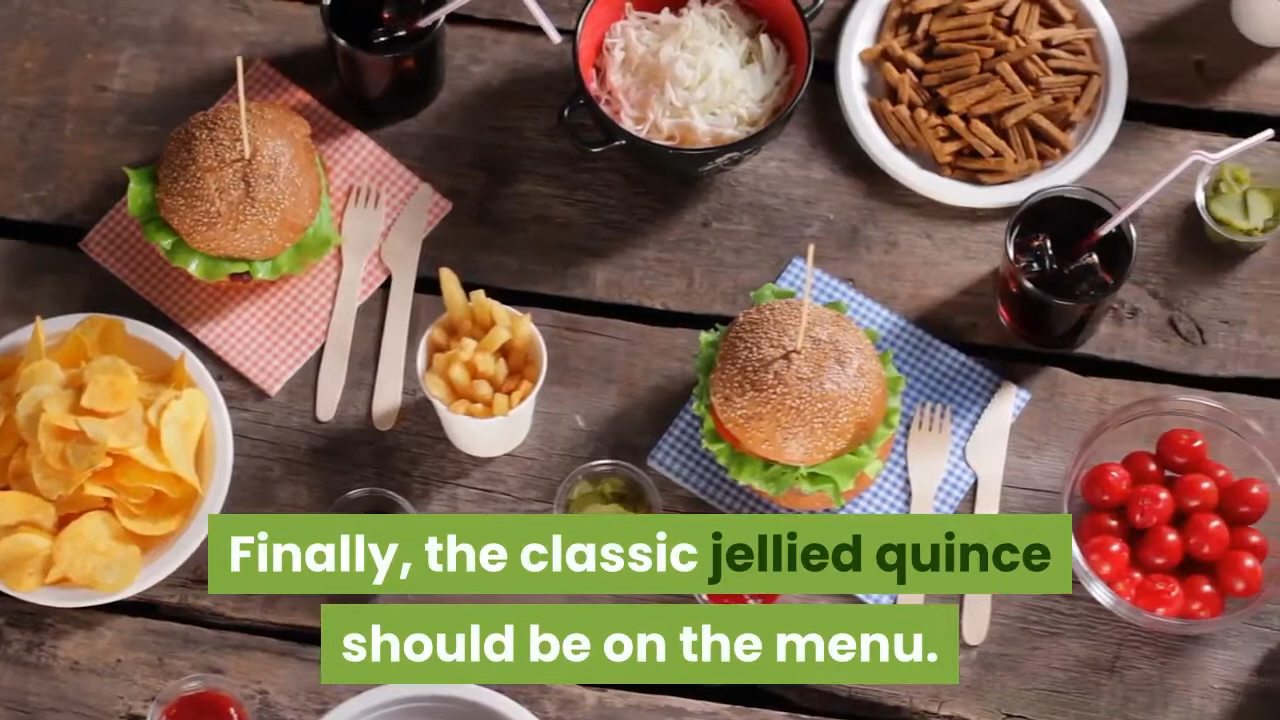 Finally, the classic jellied quince
should be on the menu.